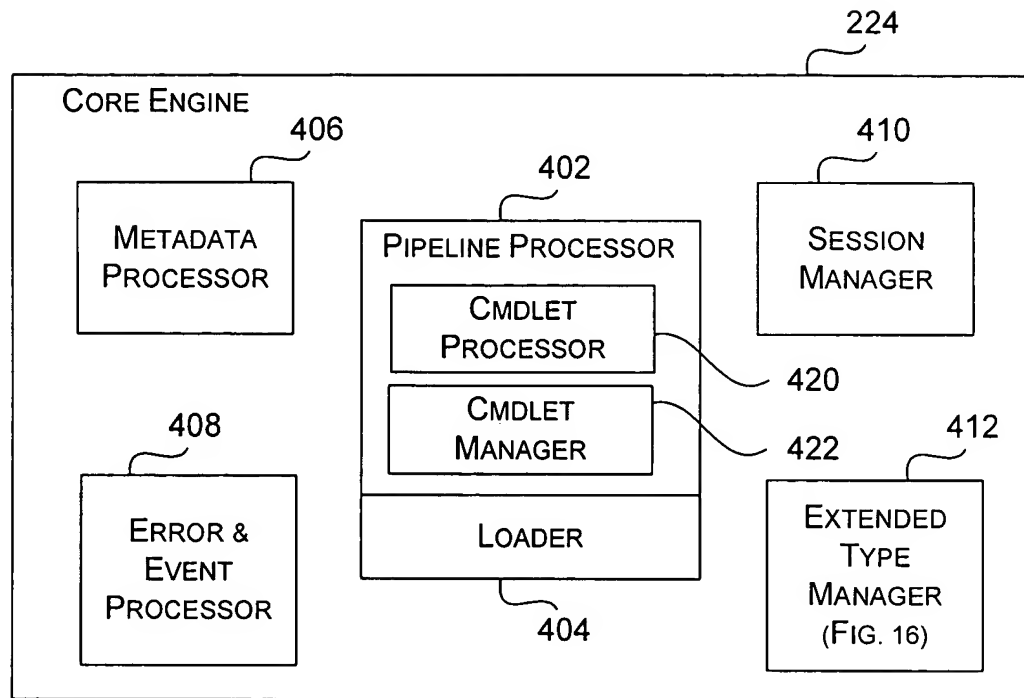 224
CORE ENGINE
406
METADATA
PROCESSOR
402
PIPELINE PROCESSOR
CMDLET
PROCESSOR
420
CMDLET
MANAGER
422
LOADER
404
410
SESSION
MANAGER
408
ERROR &
EVENT
PROCESSOR
412
EXTENDED
TYPE
MANAGER
(FIG. 16)